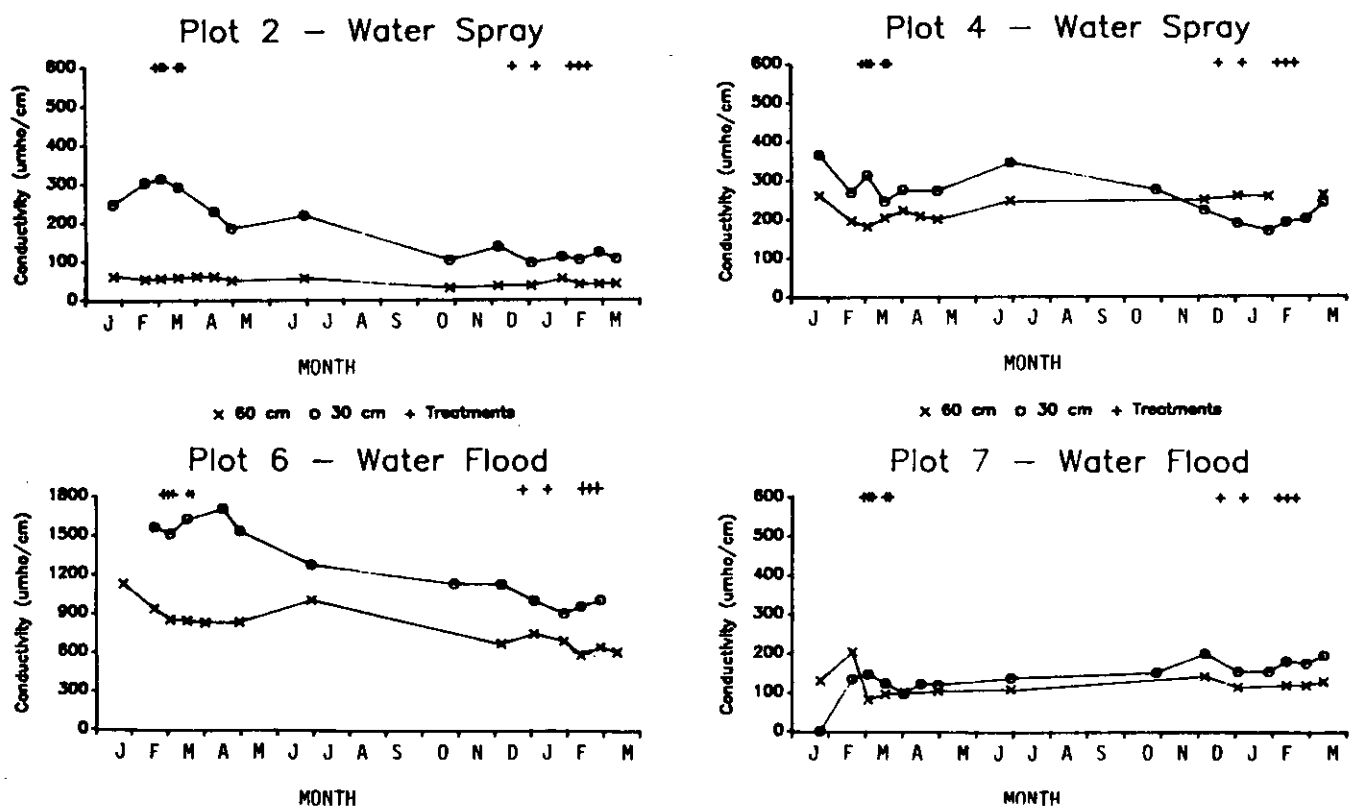 Plot 2 – Water Spray
600
500
400
300
200
100
0
Conductivity (umho/cm)
J F M A M J J A S O N D J F M
MONTH
× 60 cm o 30 cm + Treatments
Plot 4 – Water Spray
600
500
400
300
200
100
0
Conductivity (umho/cm)
J F M A M J J A S O N D J F M
MONTH
× 60 cm o 30 cm + Treatments
Plot 6 – Water Flood
1800
1500
1200
900
600
300
0
Conductivity (umho/cm)
J F M A M J J A S O N D J F M
MONTH
Plot 7 – Water Flood
600
500
400
300
200
100
0
Conductivity (umho/cm)
J F M A M J J A S O N D J F M
MONTH